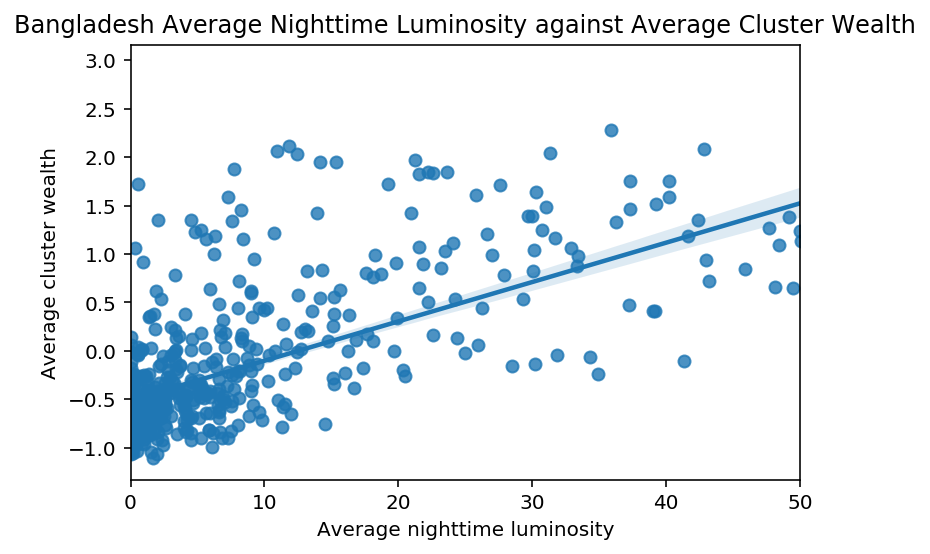 Bangladesh Average Nighttime Luminosity against Average Cluster Wealth
3.0
2.5
2.0
1.5
1.0
0.5
0.0
−0.5
−1.0
Average cluster wealth
0 10 20 30 40 50
Average nighttime luminosity